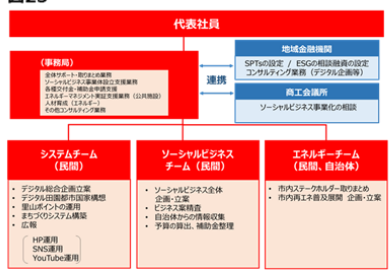 図23
代表社員
(事務局)
全体サポート・取りまとめ業務
ソーシャルビジネス事業体設立支援業務
各種交付金・補助金申請支援
エネルギーマネジメント実証支援業務(公共施設)
人材育成(エネルギー)
その他コンサルティング業務
連携
地域金融機関
SPTsの設定 / ESGの相談融資の設定
コンサルティング業務(デジタル企画等)
商工会議所
ソーシャルビジネス事業化の相談
システムチーム
(民間)
・ デジタル総合企画立案
・ デジタル田園都市国家構想
・ 里山ポイントの運用
・ まちづくりシステム構築
・ 広報
HP運用
SNS運用
YouTube運用
ソーシャルビジネス
チーム(民間)
・ ソーシャルビジネス全体
企画・立案
・ ビジネス案精査
・ 自治体からの情報収集
・ 予算の算出、補助金整理
エネルギーチーム
(民間、自治体)
・ 市内ステークホルダー取りまとめ
・ 市内再エネ普及展開 企画・立案